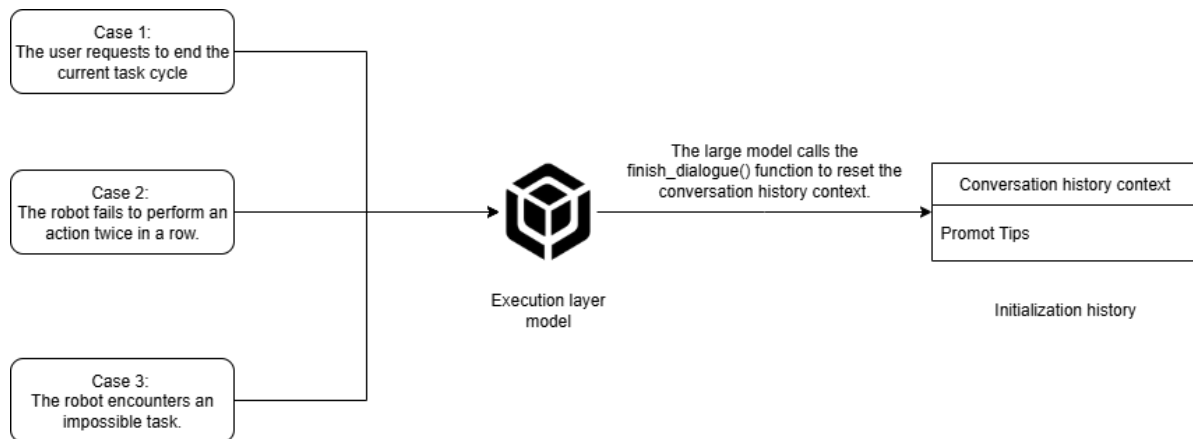 Case 1:
The user requests to end the
current task cycle
Case 2:
The robot fails to perform an
action twice in a row.
Case 3:
The robot encounters an
impossible task.
Execution layer
model
The large model calls the
finish_dialogue() function to reset the
conversation history context.
Conversation history context
Promot Tips
Initialization history